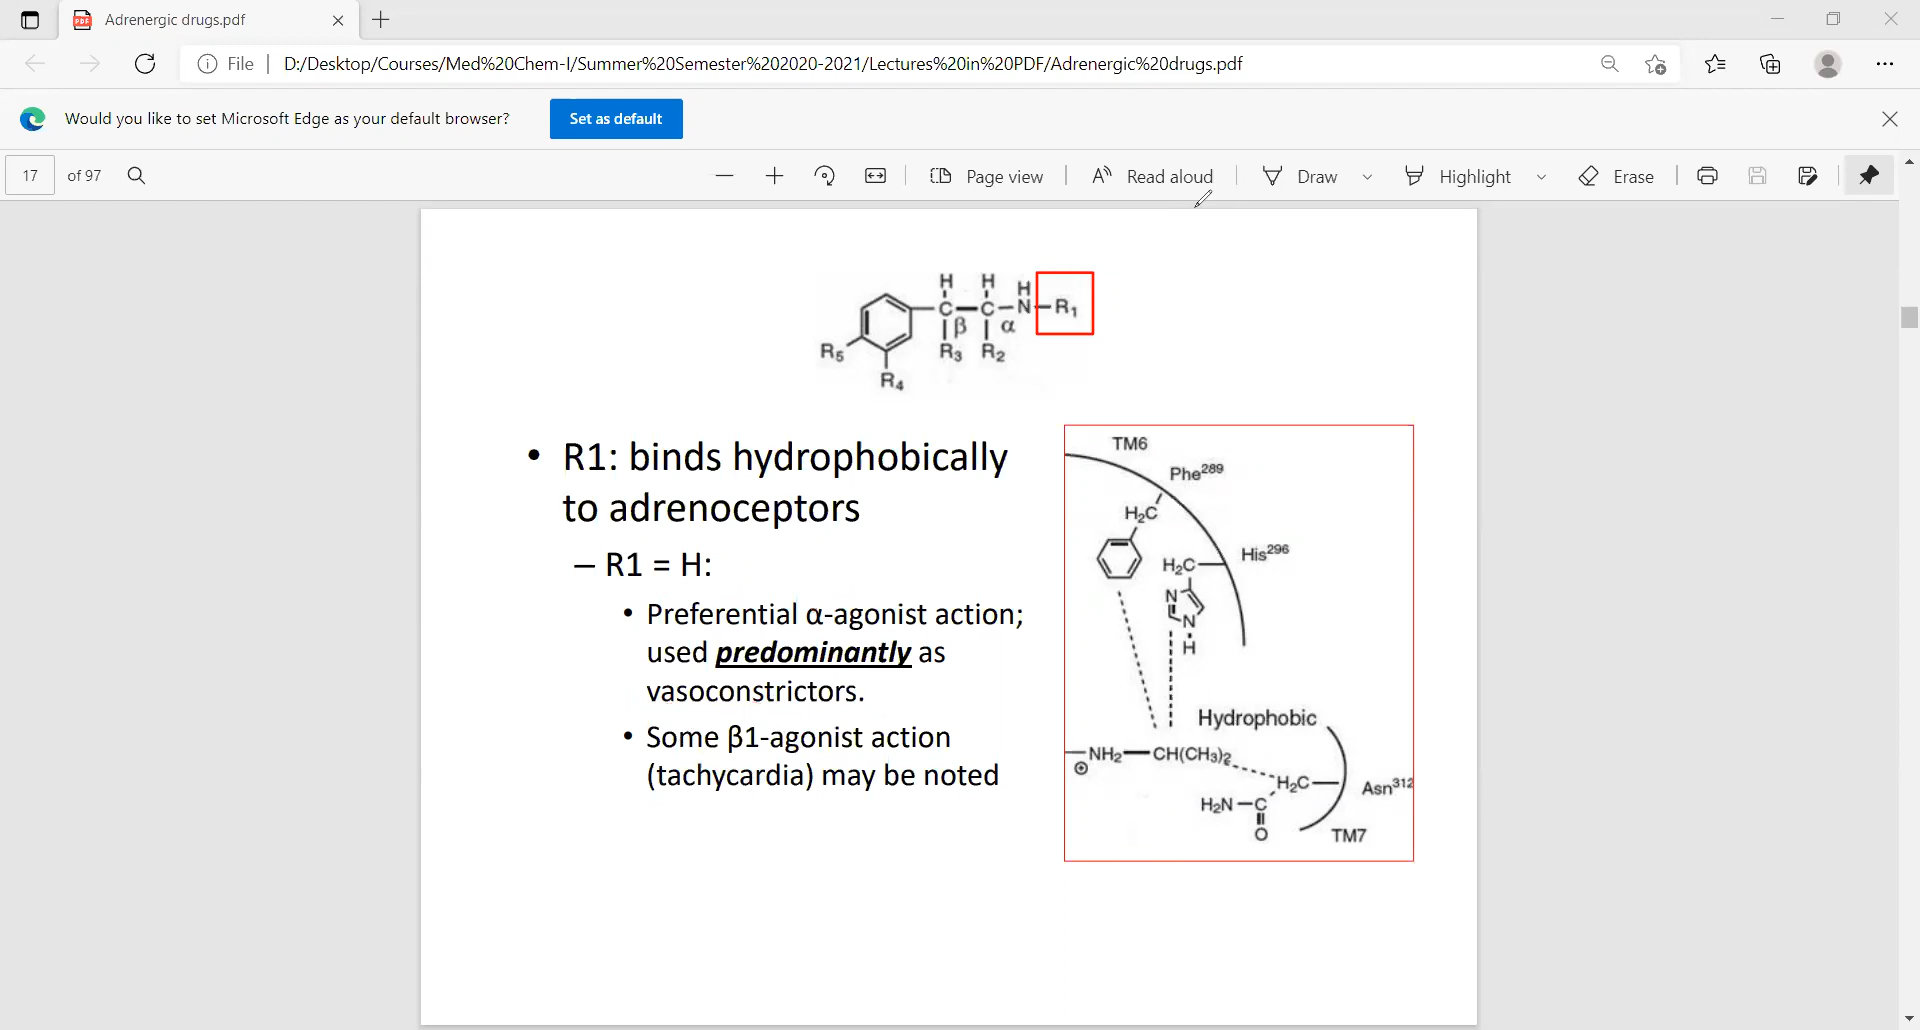 Adrenergic drugs.pdf
File | D:/Desktop/Courses/Med%20Chem-I/Summer%20Semester%202020-2021/Lectures%20in%20PDF/Adrenergic%20drugs.pdf
Would you like to set Microsoft Edge as your default browser? Set as default
17 of 97 Page view Read aloud Draw Highlight Erase
H H H
C C N R₁
β α
R₅ R₃ R₂
R₄
• R1: binds hydrophobically
to adrenoceptors
– R1 = H:
• Preferential α-agonist action;
used predominantly as
vasoconstrictors.
• Some β1-agonist action
(tachycardia) may be noted
TM6
Phe²⁸⁹
H₂C
His²⁹⁶
H₂C
N
N
H
Hydrophobic
NH₂ CH(CH₃)₂
⊕
H₂C Asn³¹²
H₂N C
O TM7